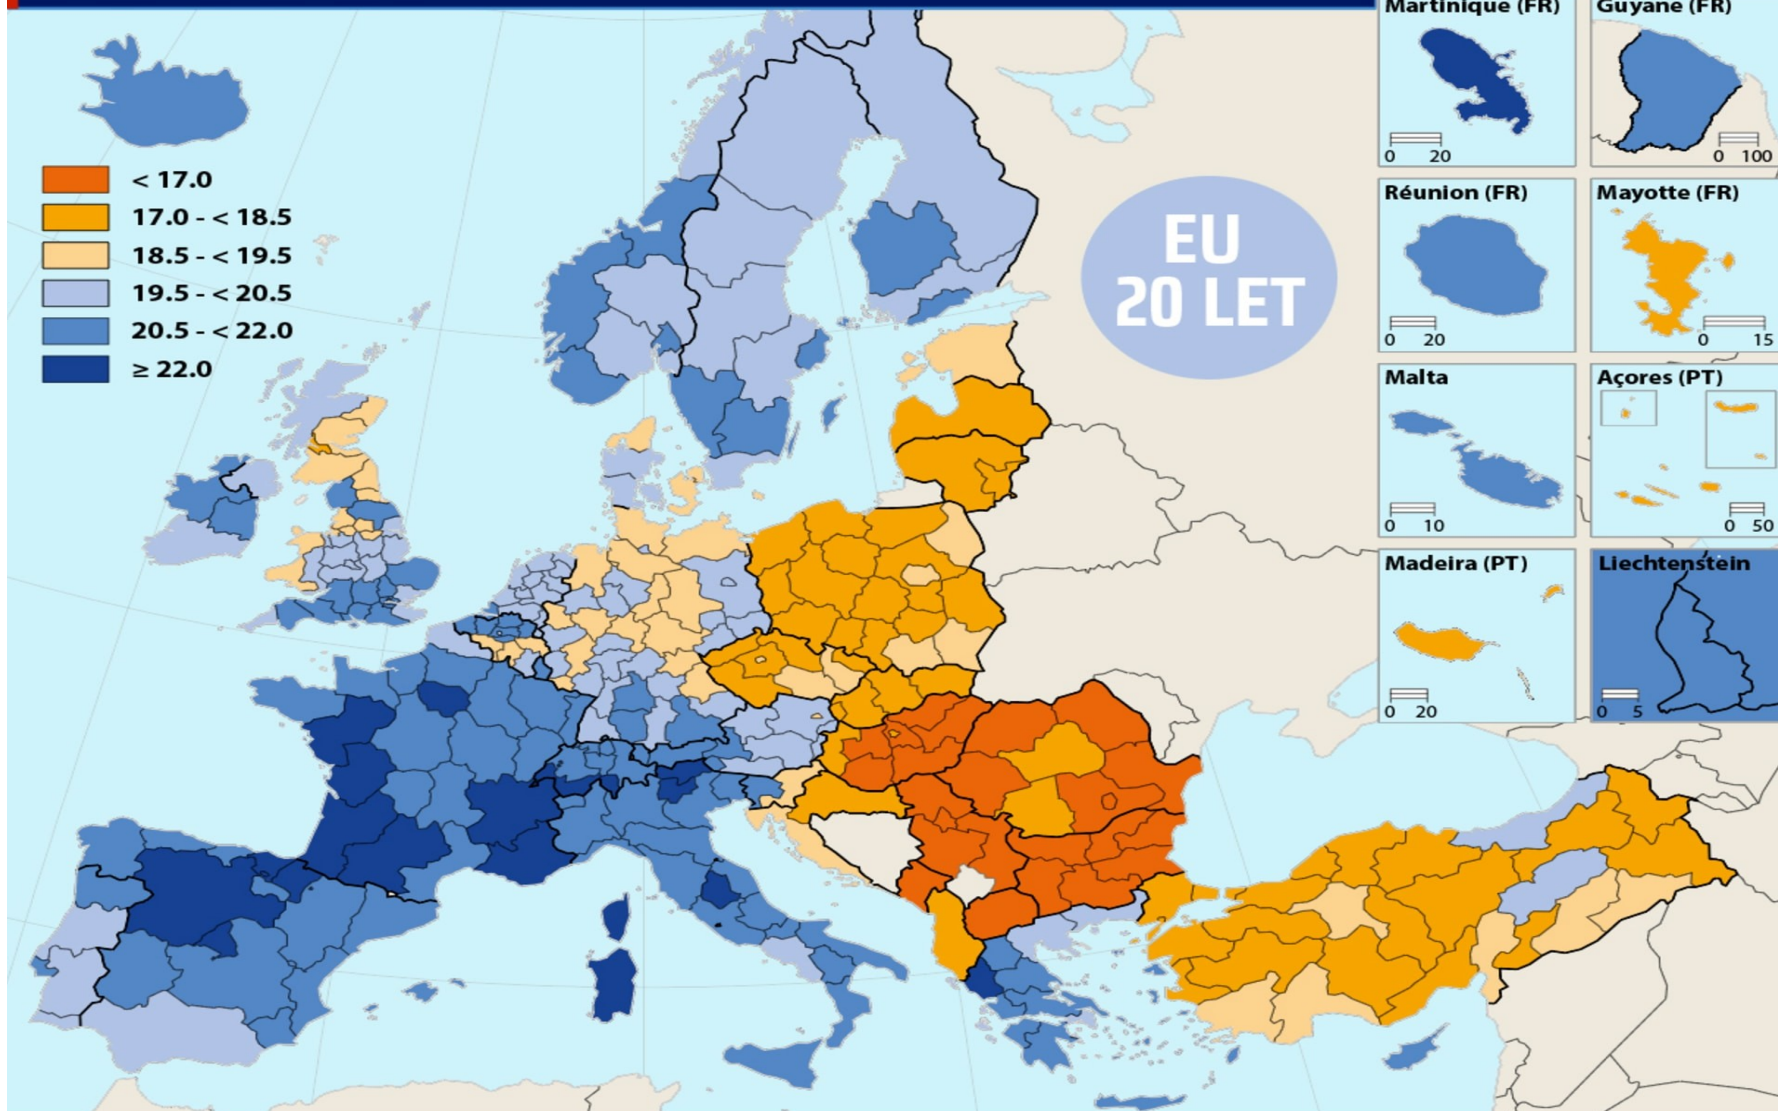 Martinique (FR)
0 20
Guyane (FR)
0 100
< 17.0
17.0 - < 18.5
18.5 - < 19.5
19.5 - < 20.5
20.5 - < 22.0
≥ 22.0
EU
20 LET
Réunion (FR)
0 20
Mayotte (FR)
0 15
Malta
0 10
Açores (PT)
0 50
Madeira (PT)
0 20
Liechtenstein
0 5